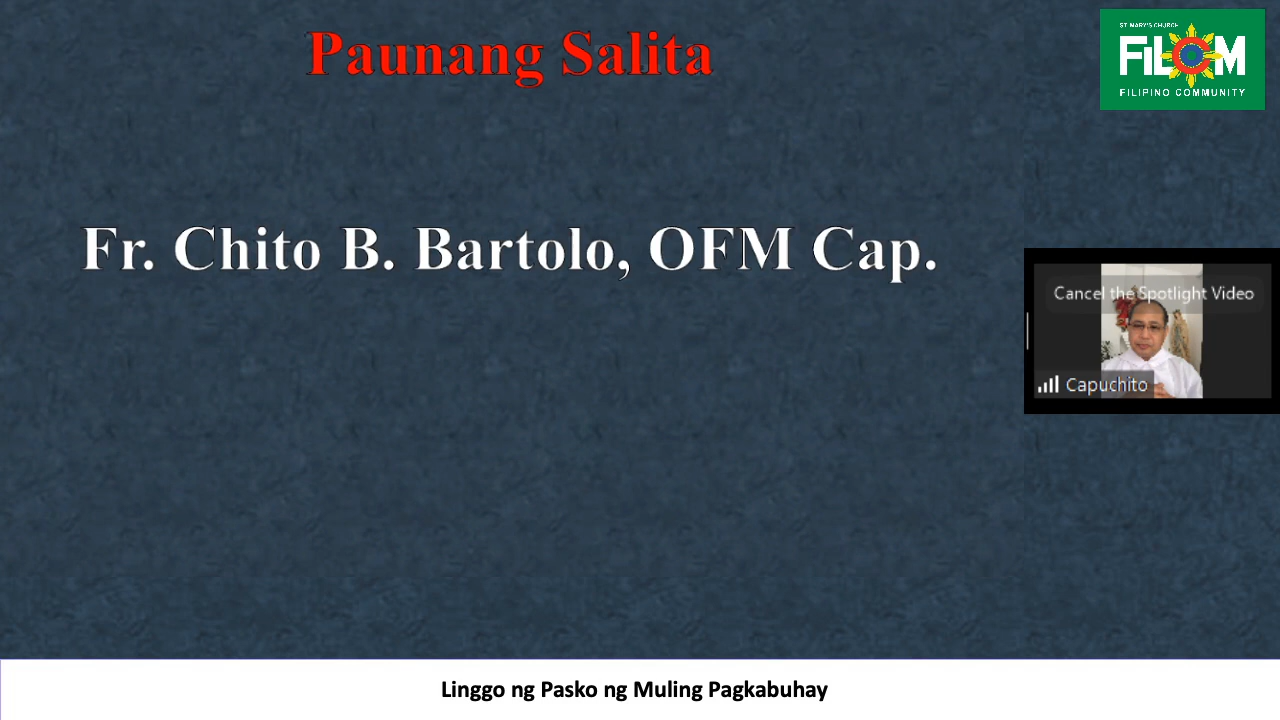 Paunang Salita
ST MARY'S CHURCH
FILCOM
FILIPINO COMMUNITY
Fr. Chito B. Bartolo, OFM Cap.
Cancel the Spotlight Video
Capuchito
Linggo ng Pasko ng Muling Pagkabuhay